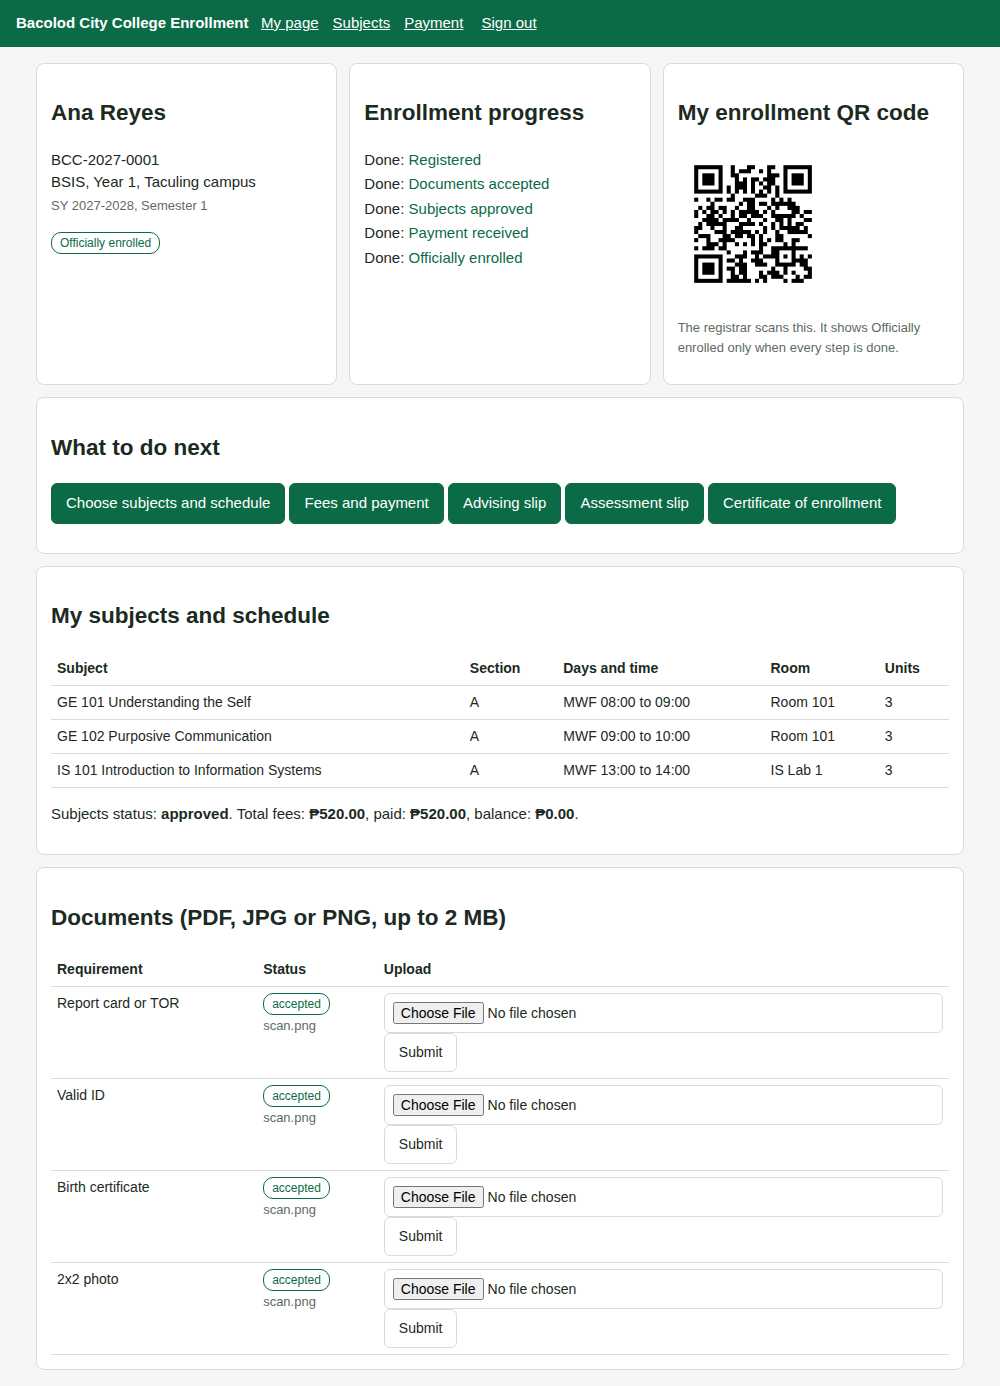 Bacolod City College Enrollment My page Subjects Payment Sign out
Ana Reyes
BCC-2027-0001
BSIS, Year 1, Taculing campus
SY 2027-2028, Semester 1
Officially enrolled
Enrollment progress
Done: Registered
Done: Documents accepted
Done: Subjects approved
Done: Payment received
Done: Officially enrolled
My enrollment QR code
The registrar scans this. It shows Officially
enrolled only when every step is done.
What to do next
Choose subjects and schedule Fees and payment Advising slip Assessment slip Certificate of enrollment
My subjects and schedule
Subject Section Days and time Room Units
GE 101 Understanding the Self A MWF 08:00 to 09:00 Room 101 3
GE 102 Purposive Communication A MWF 09:00 to 10:00 Room 101 3
IS 101 Introduction to Information Systems A MWF 13:00 to 14:00 IS Lab 1 3
Subjects status: approved. Total fees: ₱520.00, paid: ₱520.00, balance: ₱0.00.
Documents (PDF, JPG or PNG, up to 2 MB)
Requirement Status Upload
Report card or TOR accepted Choose File No file chosen
scan.png
Submit
Valid ID accepted Choose File No file chosen
scan.png
Submit
Birth certificate accepted Choose File No file chosen
scan.png
Submit
2x2 photo accepted Choose File No file chosen
scan.png
Submit